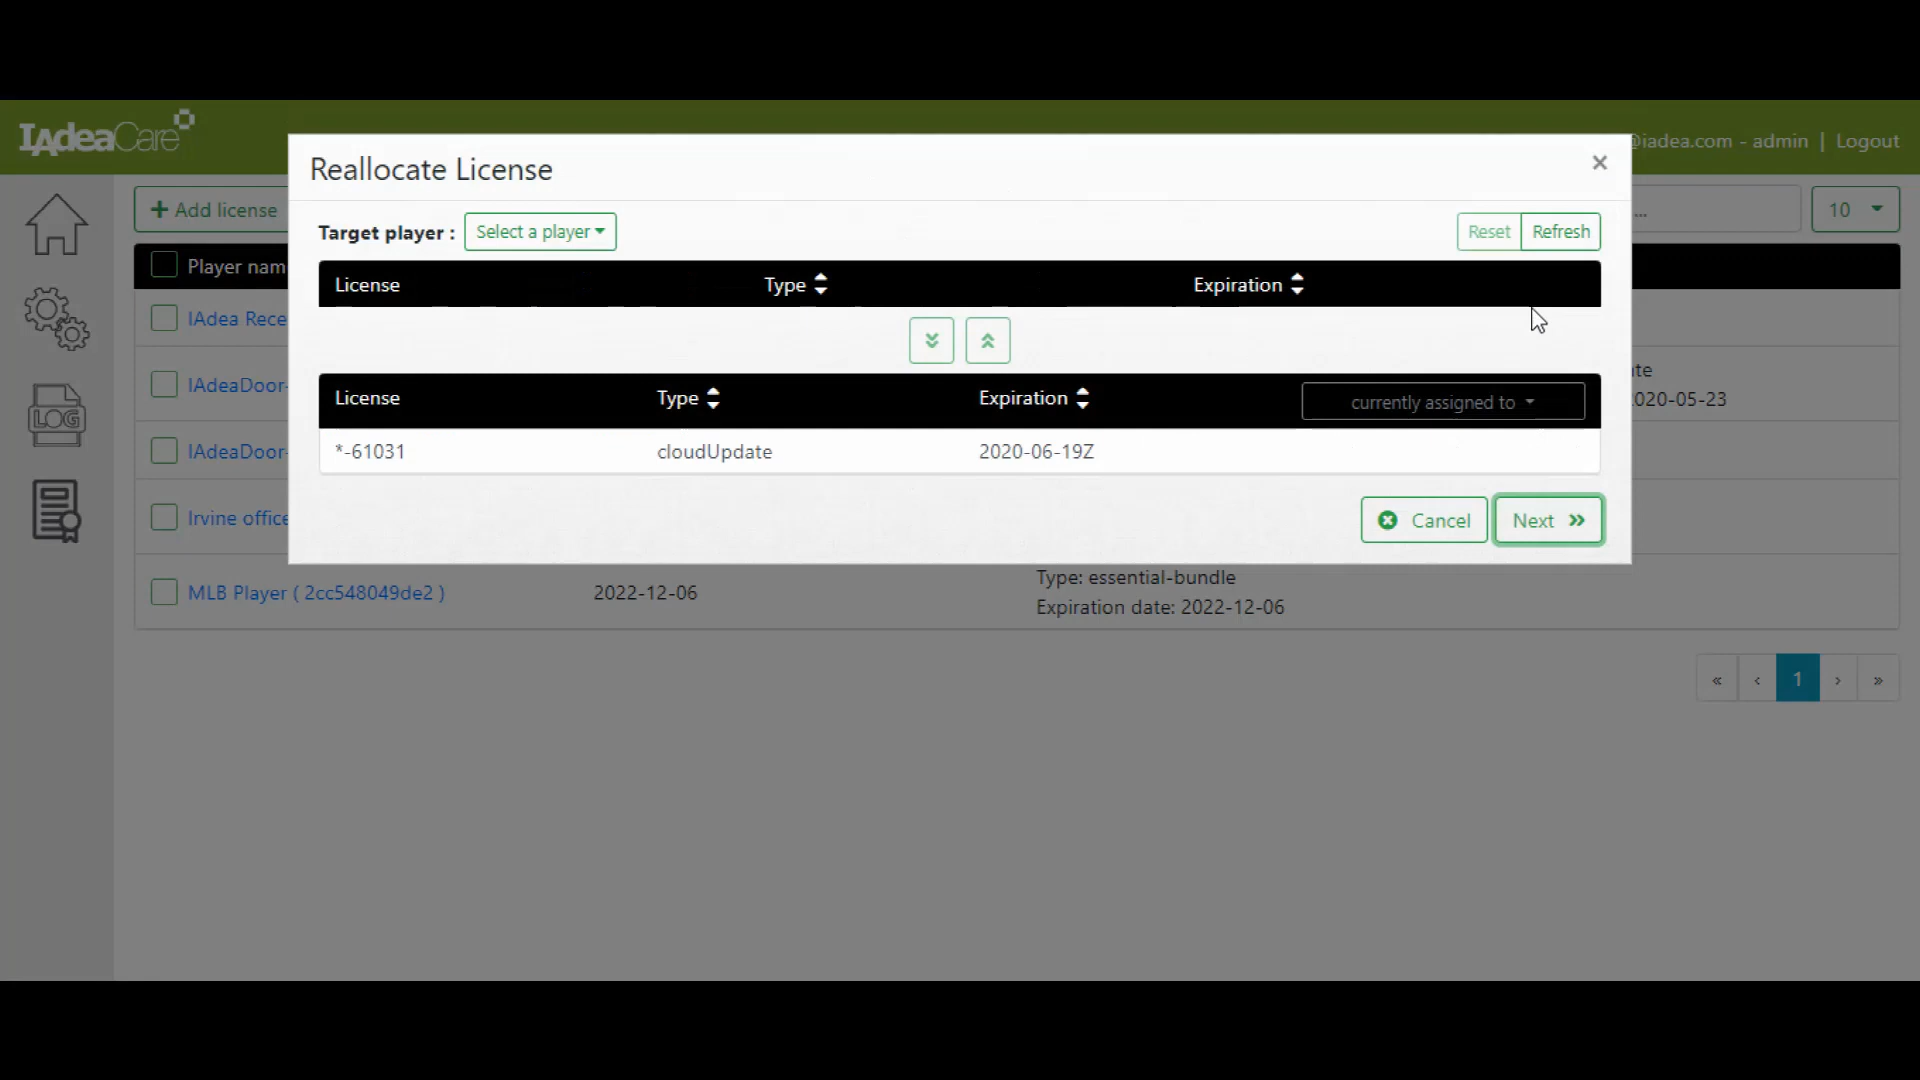 IAdeaCare
@iadea.com - admin | Logout
Reallocate License
×
+ Add license
10
Target player :
Select a player
Reset
Refresh
Player nam
License
Type
Expiration
IAdea Rece
License
Type
Expiration
currently assigned to
IAdeaDoor-
2020-05-23
LOG
*-61031
cloudUpdate
2020-06-19Z
IAdeaDoor-
Irvine office
Cancel
Next »
Type: essential-bundle
MLB Player ( 2cc548049de2 )
2022-12-06
Expiration date: 2022-12-06
« ‹ 1 › »